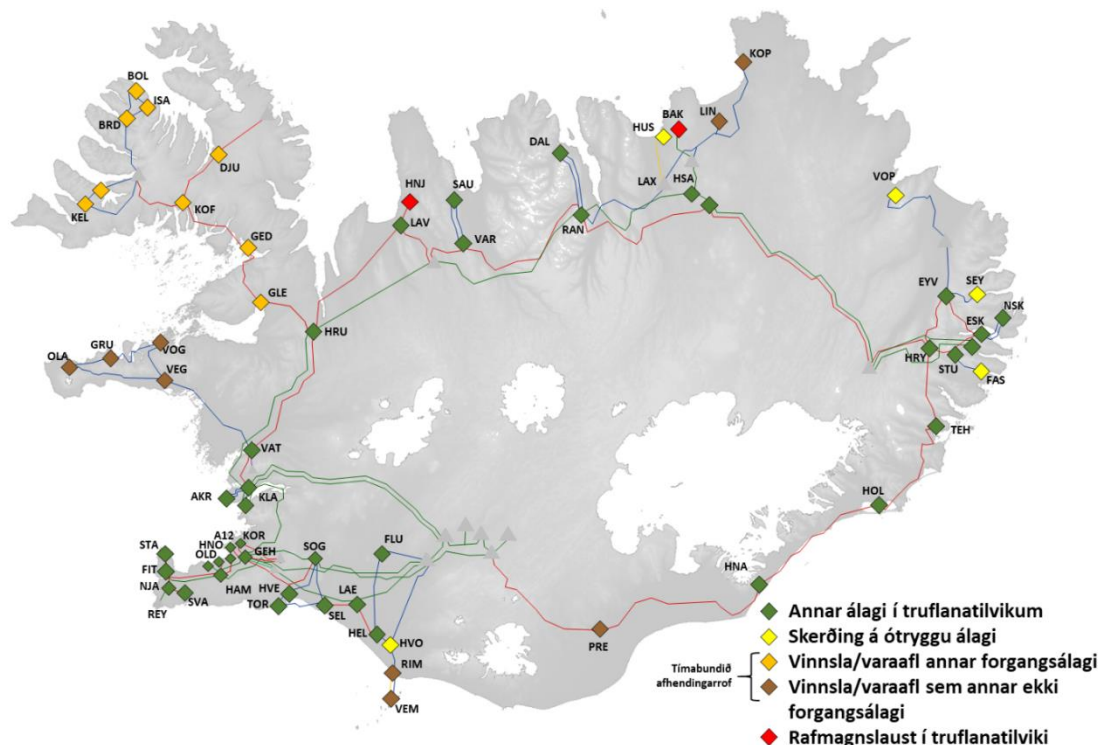 KOP
BOL
ISA
BRD
LIN
BAK
HUS
DAL
DJU
LAX
HSA
VOP
HNJ
SAU
KEL
KOF
LAV
RAN
VAR
GED
SEY
EYV
NSK
GLE
ESK
HRU
VOG
GRU
OLA
HRY
STU
VEG
FAS
TEH
VAT
AKR
KLA
HOL
A12
KOR
STA
HNO
SOG
FLU
OLD
GEH
FIT
HNA
NJA
HAM
HVE
LAE
SVA
TOR
SEL
REY
HEL
HVO
PRE
RIM
VEM
Annar álagi í truflanatilvikum
Skerðing á ótryggu álagi
Tímabundið
afhendingarrof
Vinnsla/varaafl annar forgangsálagi
Vinnsla/varaafl sem annar ekki
forgangsálagi
Rafmagnslaust í truflanatilviki